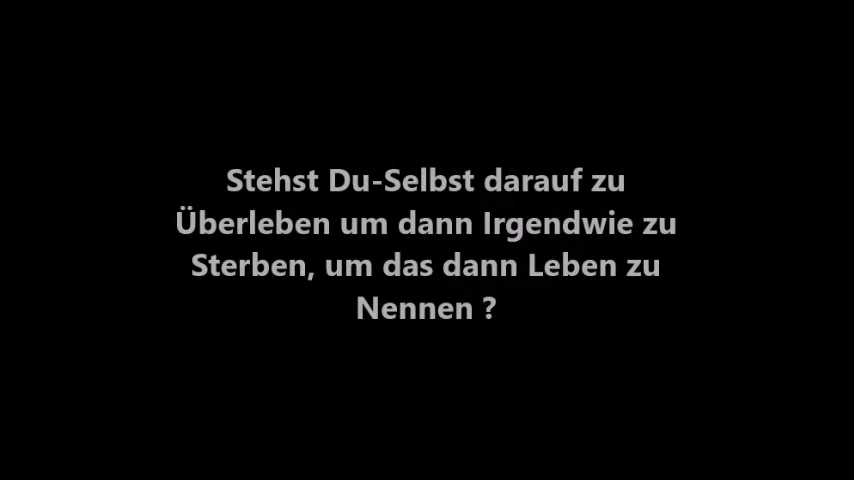 Stehst Du-Selbst darauf zu
Überleben um dann Irgendwie zu
Sterben, um das dann Leben zu
Nennen ?